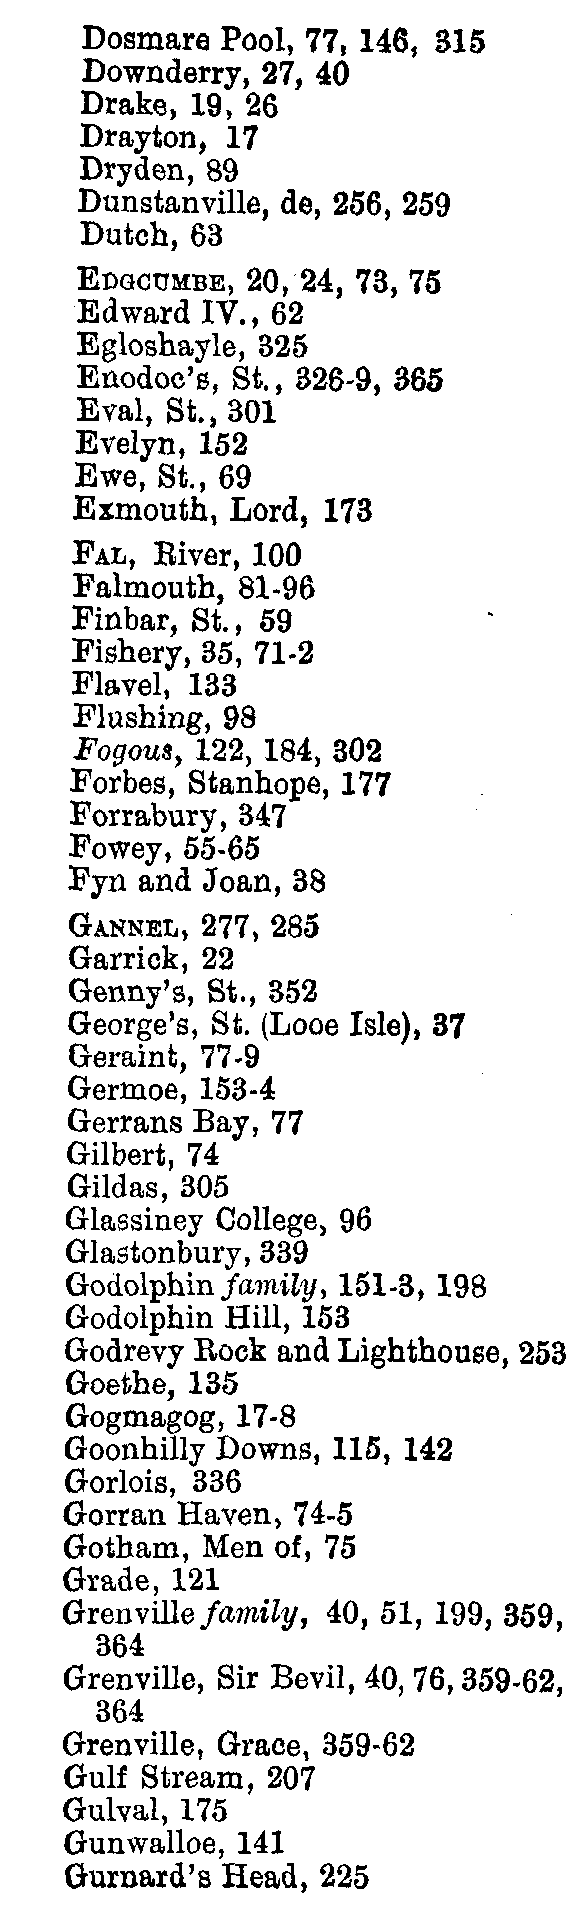 Dosmare Pool, 77, 146, 315
Downderry, 27, 40
Drake, 19, 26
Drayton, 17
Dryden, 89
Dunstanville, de, 256, 259
Dutch, 63
EDGCUMBE, 20, 24, 73, 75
Edward IV., 62
Egloshayle, 325
Enodoc's, St., 326-9, 365
Eval, St., 301
Evelyn, 152
Ewe, St., 69
Exmouth, Lord, 173
FAL, River, 100
Falmouth, 81-96
Finbar, St., 59
Fishery, 35, 71-2
Flavel, 133
Flushing, 98
Fogous, 122, 184, 302
Forbes, Stanhope, 177
Forrabury, 347
Fowey, 55-65
Fyn and Joan, 38
GANNEL, 277, 285
Garrick, 22
Genny's, St., 352
George's, St. (Looe Isle), 37
Geraint, 77-9
Germoe, 153-4
Gerrans Bay, 77
Gilbert, 74
Gildas, 305
Glassiney College, 96
Glastonbury, 339
Godolphin family, 151-3, 198
Godolphin Hill, 153
Godrevy Rock and Lighthouse, 253
Goethe, 135
Gogmagog, 17-8
Goonhilly Downs, 115, 142
Gorlois, 336
Gorran Haven, 74-5
Gotham, Men of, 75
Grade, 121
Grenville family, 40, 51, 199, 359,
364
Grenville, Sir Bevil, 40, 76, 359-62,
364
Grenville, Grace, 359-62
Gulf Stream, 207
Gulval, 175
Gunwalloe, 141
Gurnard's Head, 225